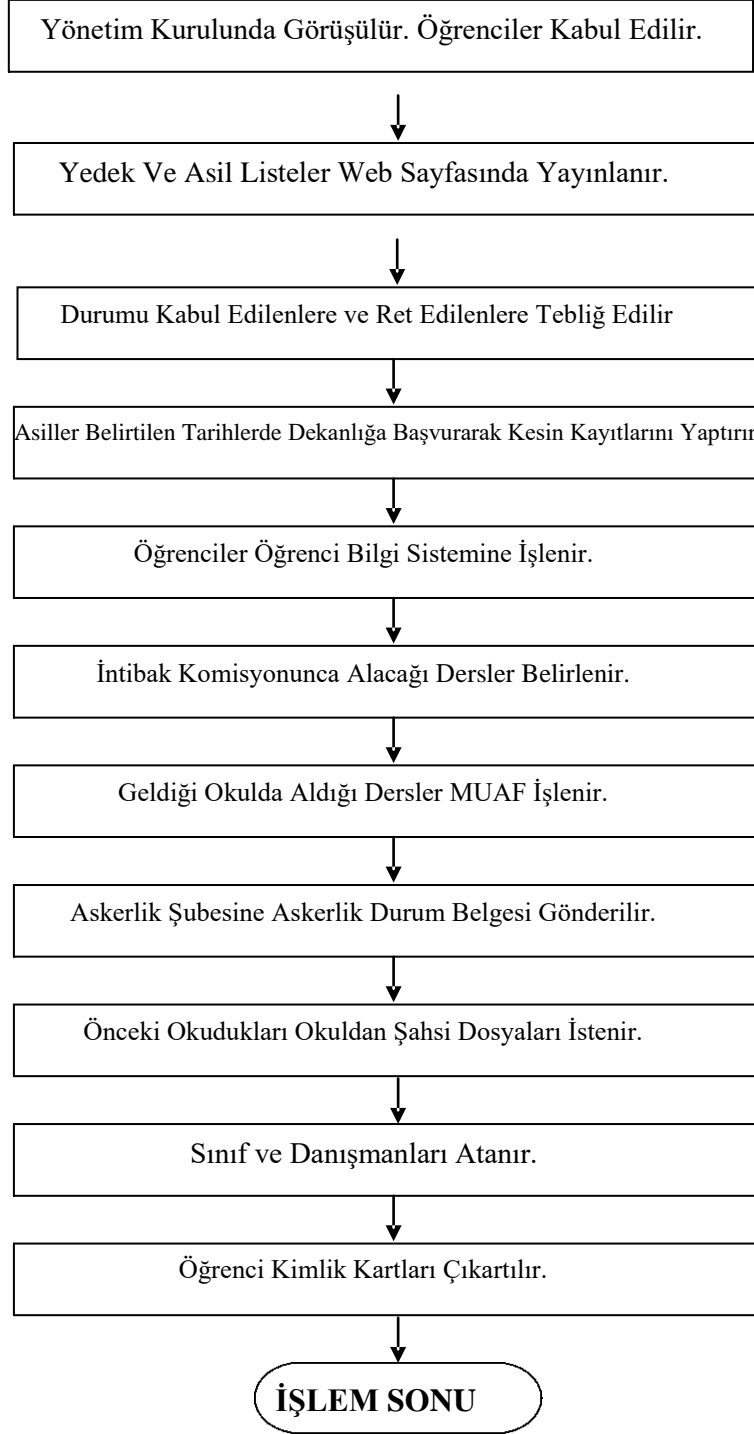 Yönetim Kurulunda Görüşülür. Öğrenciler Kabul Edilir.
Yedek Ve Asil Listeler Web Sayfasında Yayınlanır.
Durumu Kabul Edilenlere ve Ret Edilenlere Tebliğ Edilir
Asiller Belirtilen Tarihlerde Dekanlığa Başvurarak Kesin Kayıtlarını Yaptırır
Öğrenciler Öğrenci Bilgi Sistemine İşlenir.
İntibak Komisyonunca Alacağı Dersler Belirlenir.
Geldiği Okulda Aldığı Dersler MUAF İşlenir.
Askerlik Şubesine Askerlik Durum Belgesi Gönderilir.
Önceki Okudukları Okuldan Şahsi Dosyaları İstenir.
Sınıf ve Danışmanları Atanır.
Öğrenci Kimlik Kartları Çıkartılır.
İŞLEM SONU